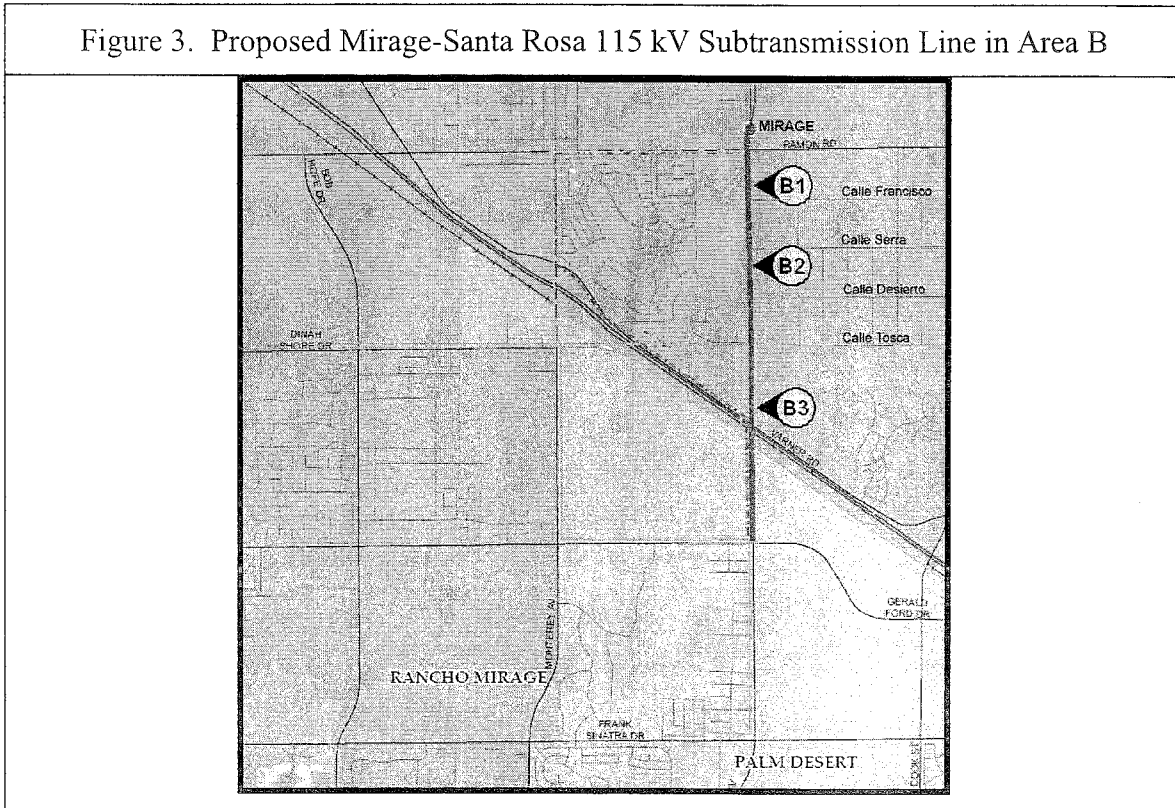 Figure 3. Proposed Mirage-Santa Rosa 115 kV Subtransmission Line in Area B
MIRAGE
RAMON RD
BOB
HOPE DR
B1
Calle Francisco
Calle Serra
B2
Calle Desierto
DINAH
SHORE DR
Calle Tosca
B3
VARNER RD
GERALD
FORD DR
MONTEREY AV
RANCHO MIRAGE
FRANK
SINATRA DR
PALM DESERT
COOK ST